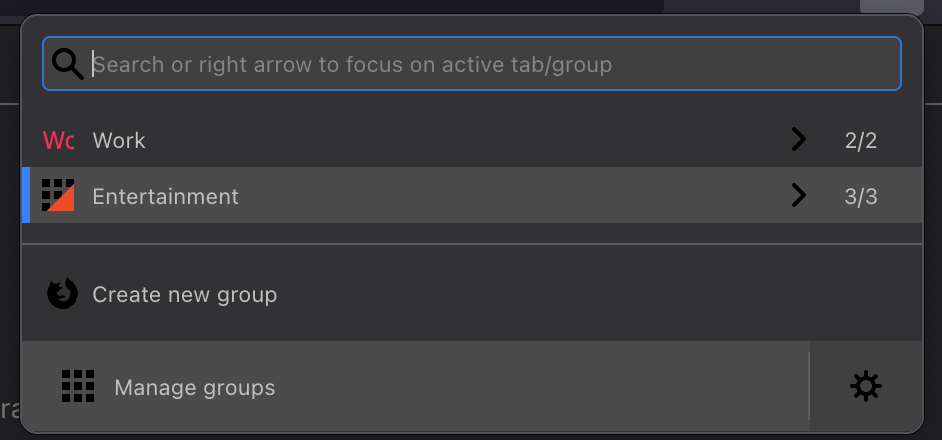 Search or right arrow to focus on active tab/group
Wo Work 2/2
Entertainment 3/3
Create new group
Manage groups
ra